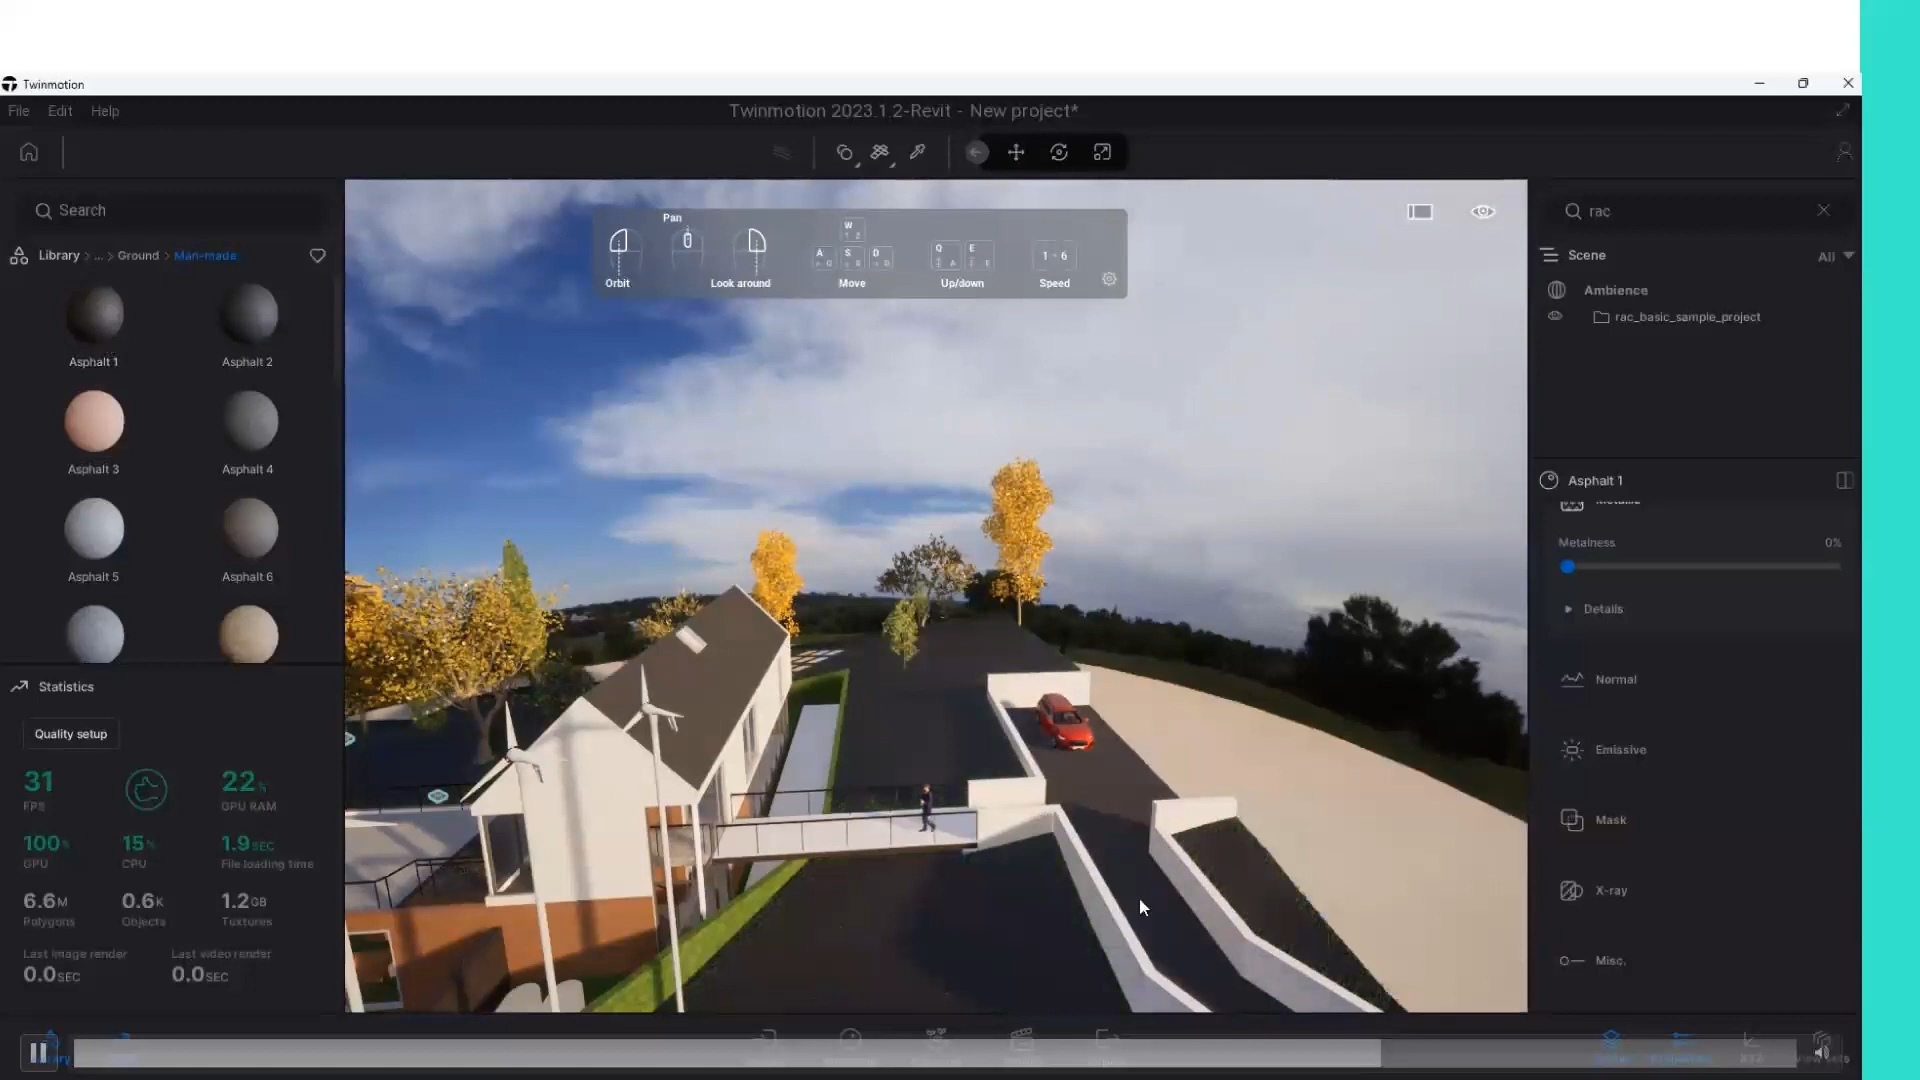 Twinmotion
File Edit Help
Twinmotion 2023.1.2-Revit - New project*
Search
Library > ... > Ground > Man-made
Asphalt 1
Asphalt 2
Asphalt 3
Asphalt 4
Asphalt 5
Asphalt 6
Statistics
Quality setup
31
FPS
22%
GPU RAM
100%
GPU
15%
CPU
1.9SEC
File loading time
6.6M
Polygons
0.6K
Objects
1.2GB
Textures
Last image render
0.0SEC
Last video render
0.0SEC
Pan
W
A S D
Q E
1 - 6
Orbit
Look around
Move
Up/down
Speed
rac
Scene
All
Ambience
rac_basic_sample_project
Asphalt 1
Metallic
Metalness 0%
Details
Normal
Emissive
Mask
X-ray
Misc.